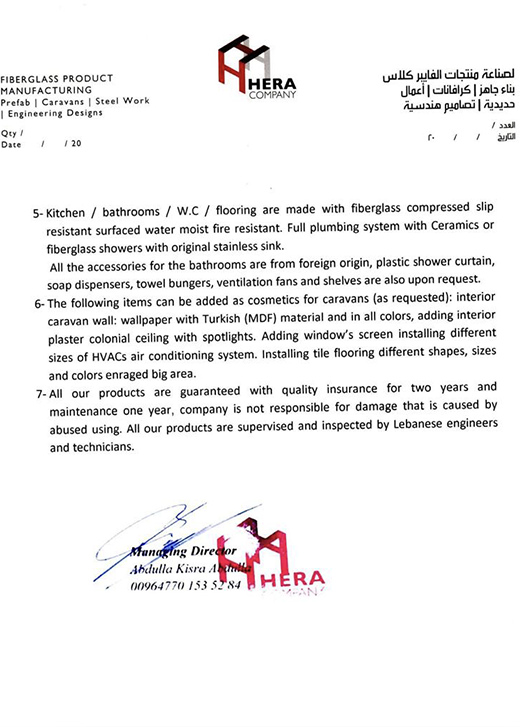 HERA
COMPANY
FIBERGLASS PRODUCT
MANUFACTURING
Prefab | Caravans | Steel Work
| Engineering Designs
Qty /
Date / / 20
لصناعة منتجات الفايبر كلاس
بناء جاهز | كرافانات | أعمال
حديدية | تصاميم هندسية
العدد /
التاريخ / / ٢٠
5- Kitchen / bathrooms / W.C / flooring are made with fiberglass compressed slip
resistant surfaced water moist fire resistant. Full plumbing system with Ceramics or
fiberglass showers with original stainless sink.
All the accessories for the bathrooms are from foreign origin, plastic shower curtain,
soap dispensers, towel bungers, ventilation fans and shelves are also upon request.
6- The following items can be added as cosmetics for caravans (as requested): interior
caravan wall: wallpaper with Turkish (MDF) material and in all colors, adding interior
plaster colonial ceiling with spotlights. Adding window's screen installing different
sizes of HVACs air conditioning system. Installing tile flooring different shapes, sizes
and colors enraged big area.
7- All our products are guaranteed with quality insurance for two years and
maintenance one year, company is not responsible for damage that is caused by
abused using. All our products are supervised and inspected by Lebanese engineers
and technicians.
Managing Director
Abdulla Kisra Abdulla
00964770 153 52 84
HERA
COMPANY